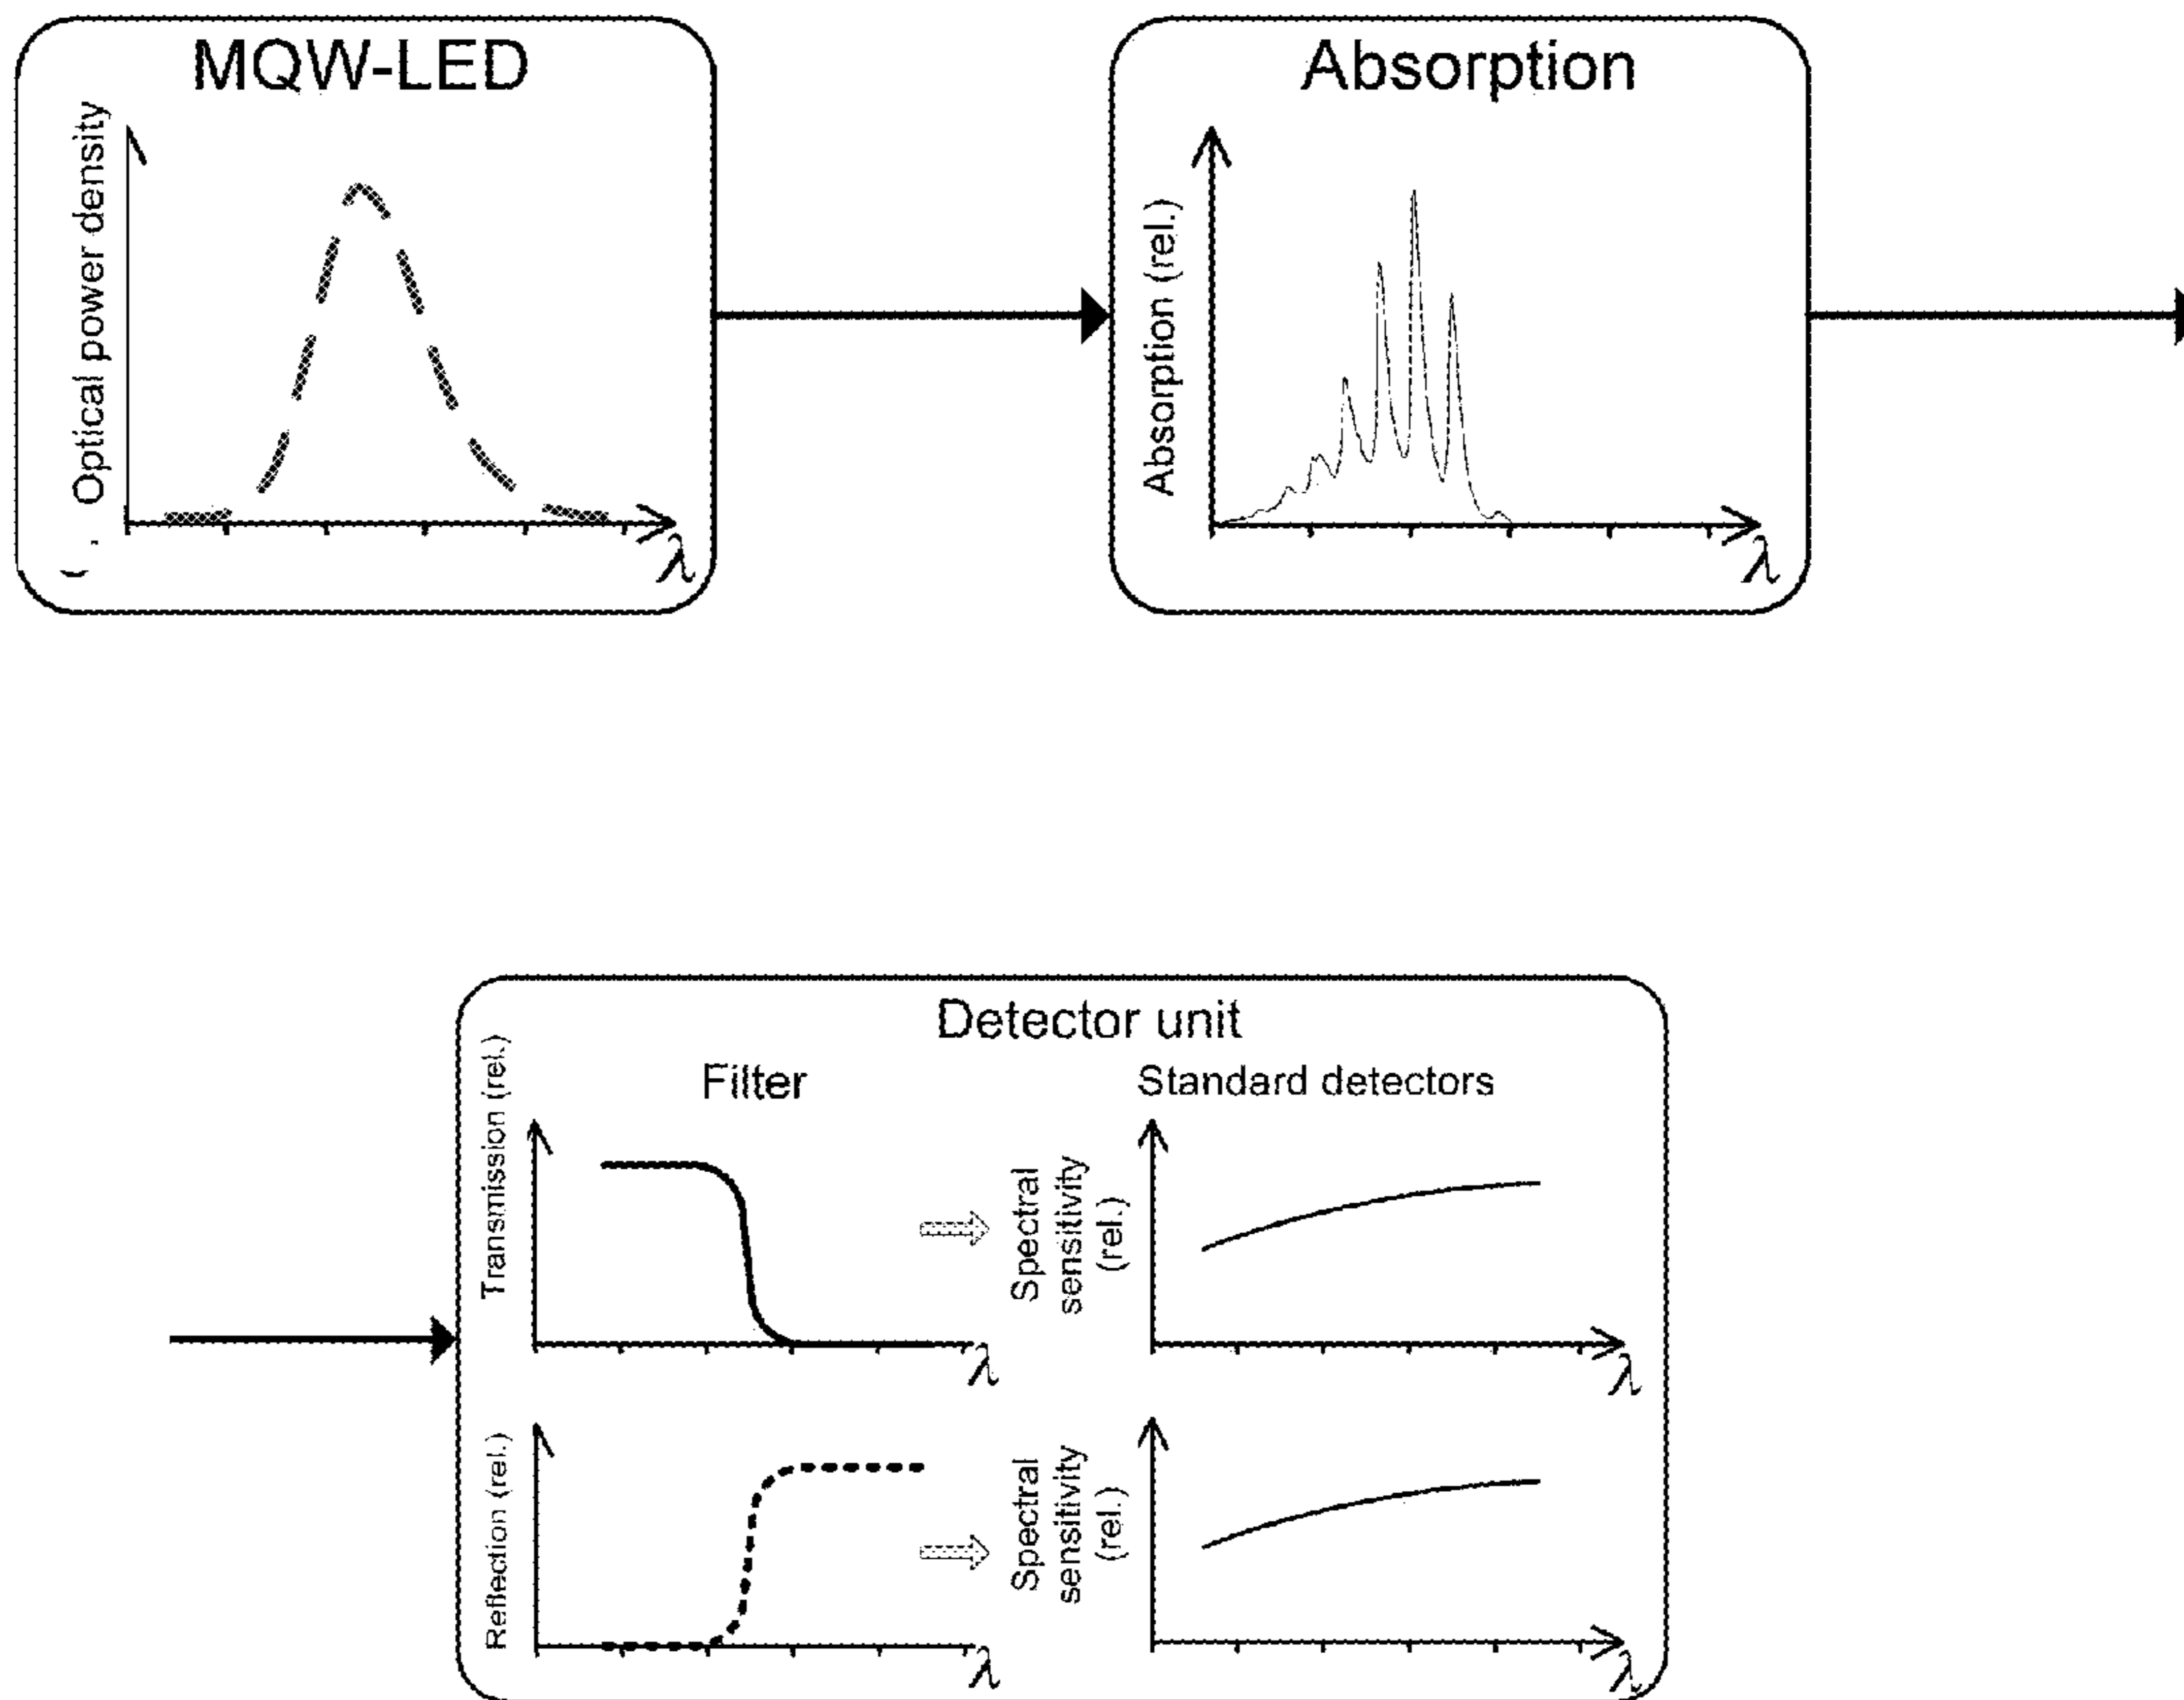 MQW-LED
Optical power density
λ
Absorption
Absorption (rel.)
λ
Detector unit
Filter
Standard detectors
Transmission (rel.)
λ
Spectral
sensitivity
(rel.)
λ
Reflection (rel.)
λ
Spectral
sensitivity
(rel.)
λ